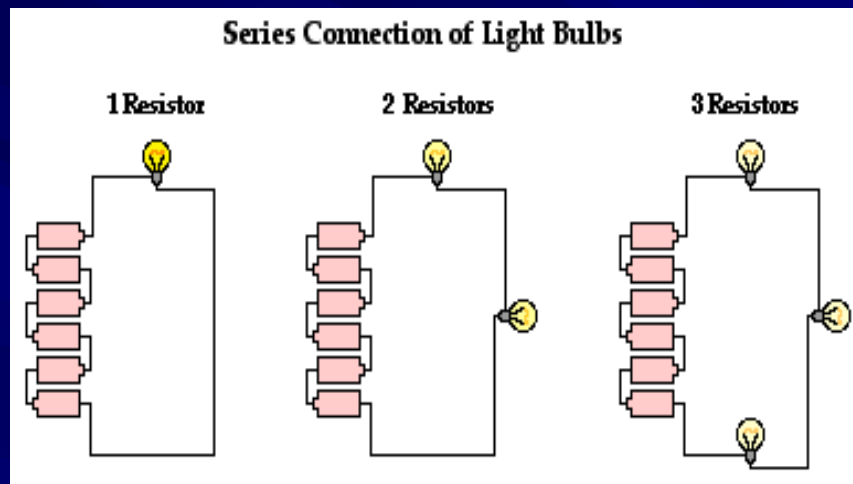 Series Connection of Light Bulbs
1 Resistor
2 Resistors
3 Resistors